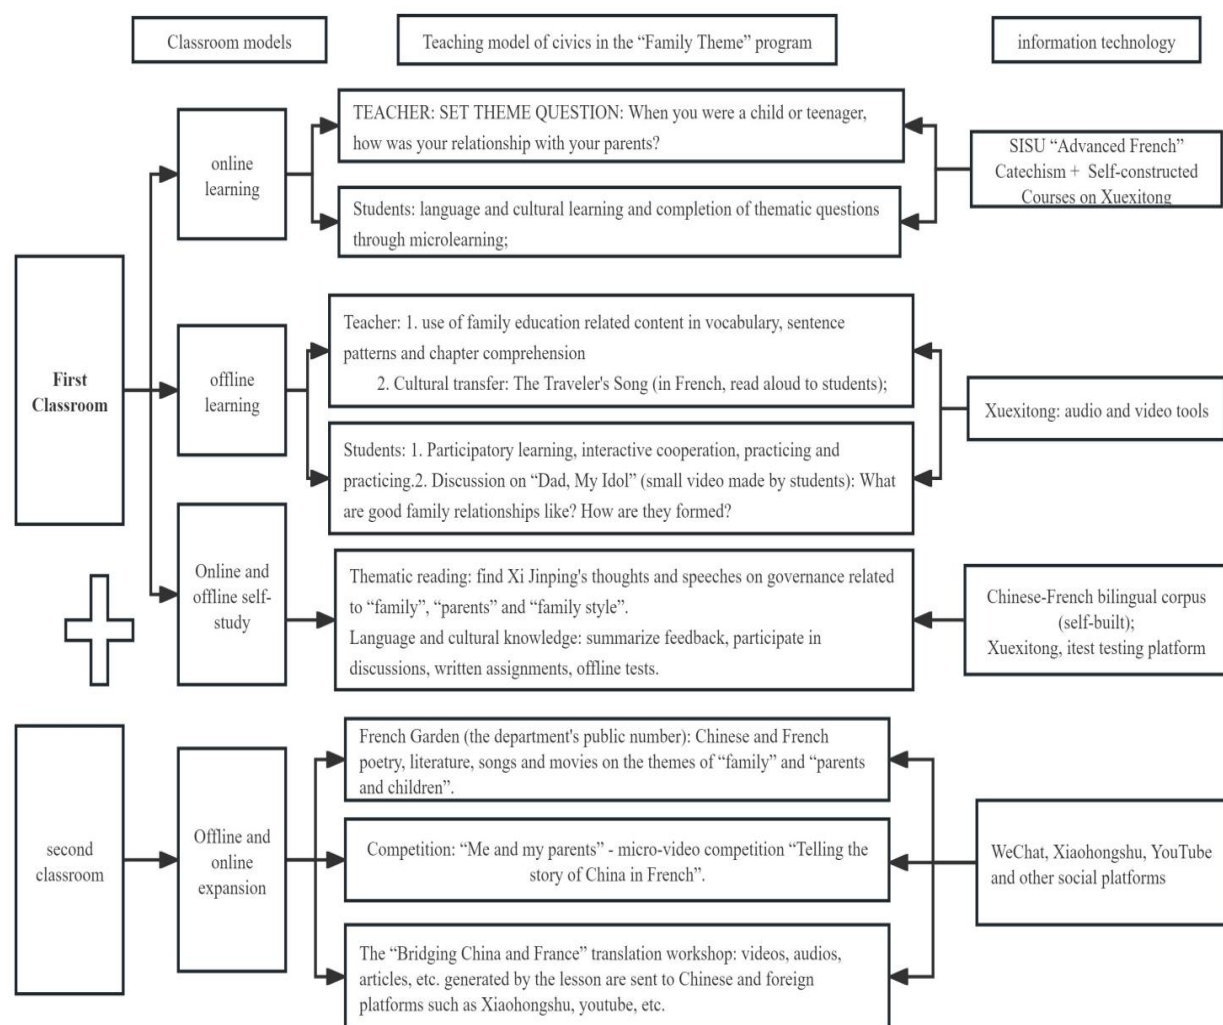 Classroom models
Teaching model of civics in the “Family Theme” program
information technology
First
Classroom
online
learning
TEACHER: SET THEME QUESTION: When you were a child or teenager,
how was your relationship with your parents?
Students: language and cultural learning and completion of thematic questions
through microlearning;
SISU “Advanced French”
Catechism + Self-constructed
Courses on Xuexitong
offline
learning
Teacher: 1. use of family education related content in vocabulary, sentence
patterns and chapter comprehension
2. Cultural transfer: The Traveler's Song (in French, read aloud to students);
Students: 1. Participatory learning, interactive cooperation, practicing and
practicing.2. Discussion on “Dad, My Idol” (small video made by students): What
are good family relationships like? How are they formed?
Xuexitong: audio and video tools
Online and
offline self-
study
Thematic reading: find Xi Jinping's thoughts and speeches on governance related
to “family”, “parents” and “family style”.
Language and cultural knowledge: summarize feedback, participate in
discussions, written assignments, offline tests.
Chinese-French bilingual corpus
(self-built);
Xuexitong, itest testing platform
second
classroom
Offline and
online
expansion
French Garden (the department's public number): Chinese and French
poetry, literature, songs and movies on the themes of “family” and “parents
and children”.
Competition: “Me and my parents” - micro-video competition “Telling the
story of China in French”.
The “Bridging China and France” translation workshop: videos, audios,
articles, etc. generated by the lesson are sent to Chinese and foreign
platforms such as Xiaohongshu, youtube, etc.
WeChat, Xiaohongshu, YouTube
and other social platforms